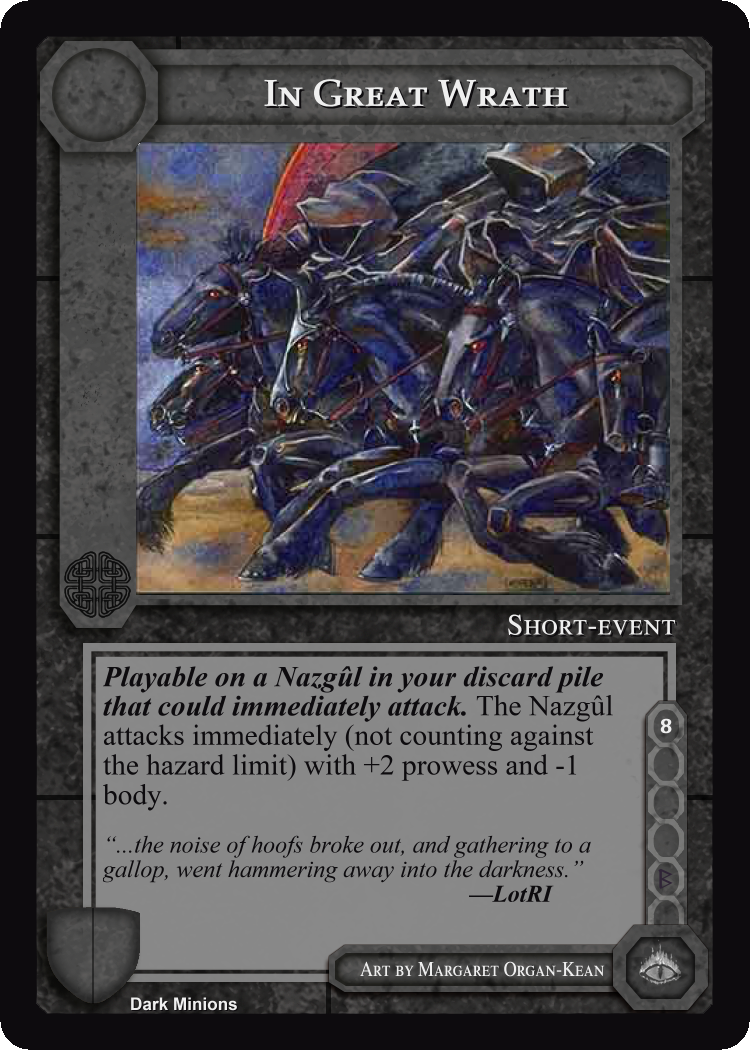 In Great Wrath
Short-event
Playable on a Nazgûl in your discard pile
that could immediately attack. The Nazgûl
attacks immediately (not counting against
the hazard limit) with +2 prowess and -1
body.
8
“...the noise of hoofs broke out, and gathering to a
gallop, went hammering away into the darkness.”
—LotRI
Art by Margaret Organ-Kean
Dark Minions